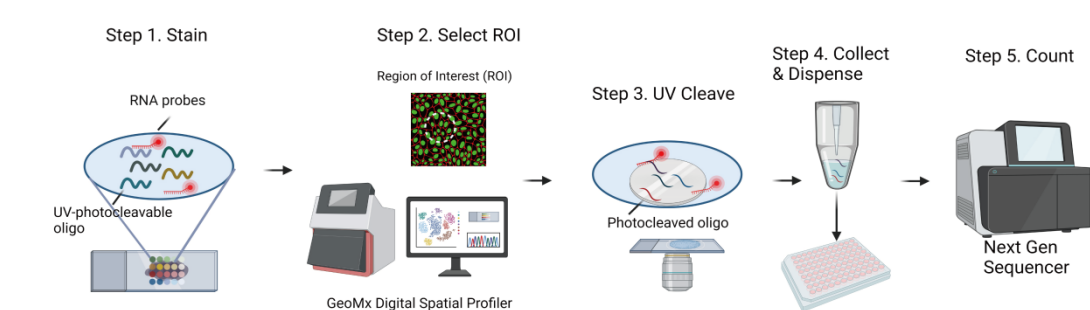 Step 1. Stain
RNA probes
UV-photocleavable
oligo
Step 2. Select ROI
Region of Interest (ROI)
GeoMx Digital Spatial Profiler
Step 3. UV Cleave
Photocleaved oligo
Step 4. Collect
& Dispense
Step 5. Count
Next Gen
Sequencer